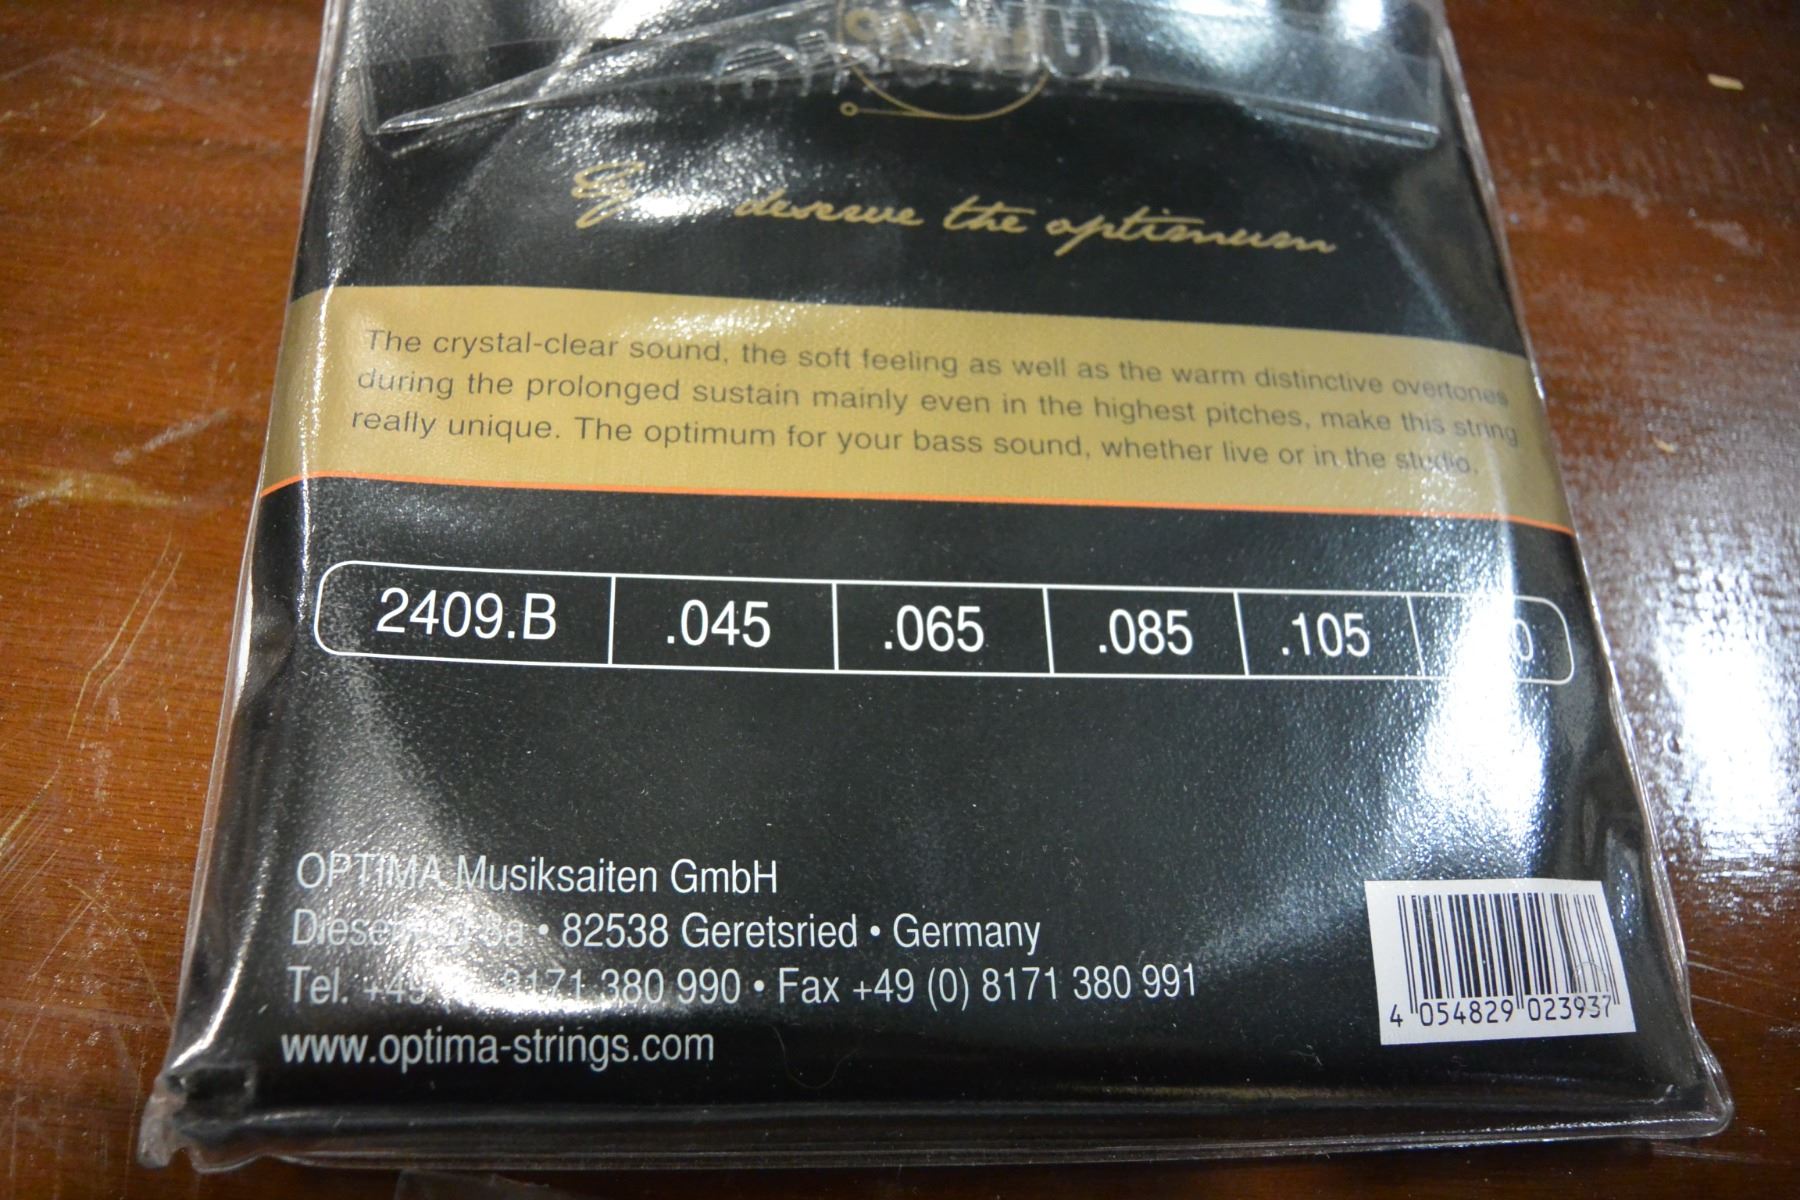 deserve the optimum
The crystal-clear sound, the soft feeling as well as the warm distinctive overtones
during the prolonged sustain mainly even in the highest pitches, make this string
really unique. The optimum for your bass sound, whether live or in the studio.
2409.B .045 .065 .085 .105
OPTIMA Musiksaiten GmbH
8a • 82538 Geretsried • Germany
Tel. +49 8171 380 990 • Fax +49 (0) 8171 380 991
www.optima-strings.com
4 054829 023937